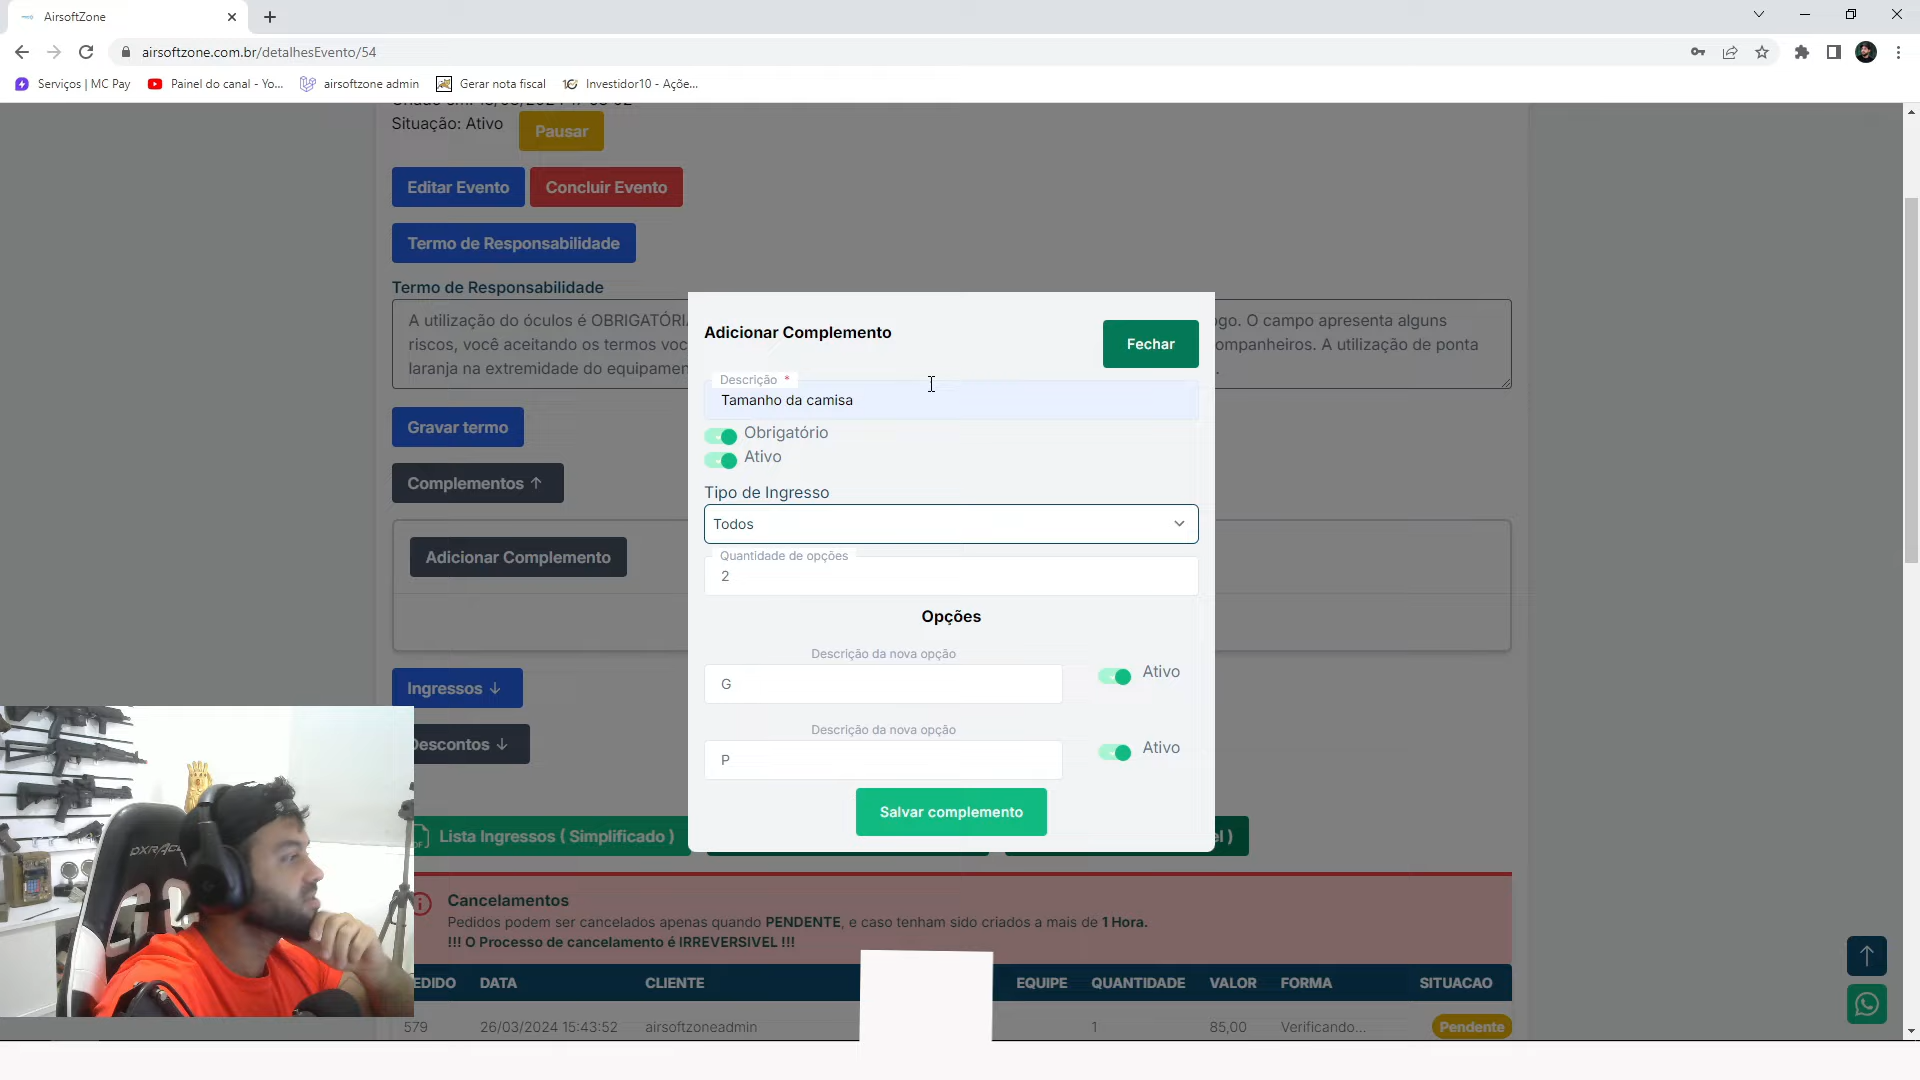 AirsoftZone
airsoftzone.com.br/detalhesEvento/54
Serviços | MC Pay
Painel do canal - Yo...
airsoftzone admin
Gerar nota fiscal
Investidor10 - Açõe...
Situação: Ativo
Pausar
Editar Evento
Concluir Evento
Termo de Responsabilidade
Termo de Responsabilidade
A utilização do óculos é OBRIGATÓRI
ogo. O campo apresenta alguns
riscos, você aceitando os termos voc
ompanheiros. A utilização de ponta
laranja na extremidade do equipamen
Gravar termo
Complementos ↑
Adicionar Complemento
Ingressos ↓
Descontos ↓
Adicionar Complemento
Fechar
Descrição *
Tamanho da camisa
Obrigatório
Ativo
Tipo de Ingresso
Todos
Quantidade de opções
2
Opções
Descrição da nova opção
G
Ativo
Descrição da nova opção
P
Ativo
Salvar complemento
Lista Ingressos ( Simplificado )
el )
Cancelamentos
Pedidos podem ser cancelados apenas quando PENDENTE, e caso tenham sido criados a mais de 1 Hora.
!!! O Processo de cancelamento é IRREVERSIVEL !!!
EDIDO DATA CLIENTE EQUIPE QUANTIDADE VALOR FORMA SITUACAO
579 26/03/2024 15:43:52 airsoftzoneadmin 1 85,00 Verificando... Pendente
DXRACE